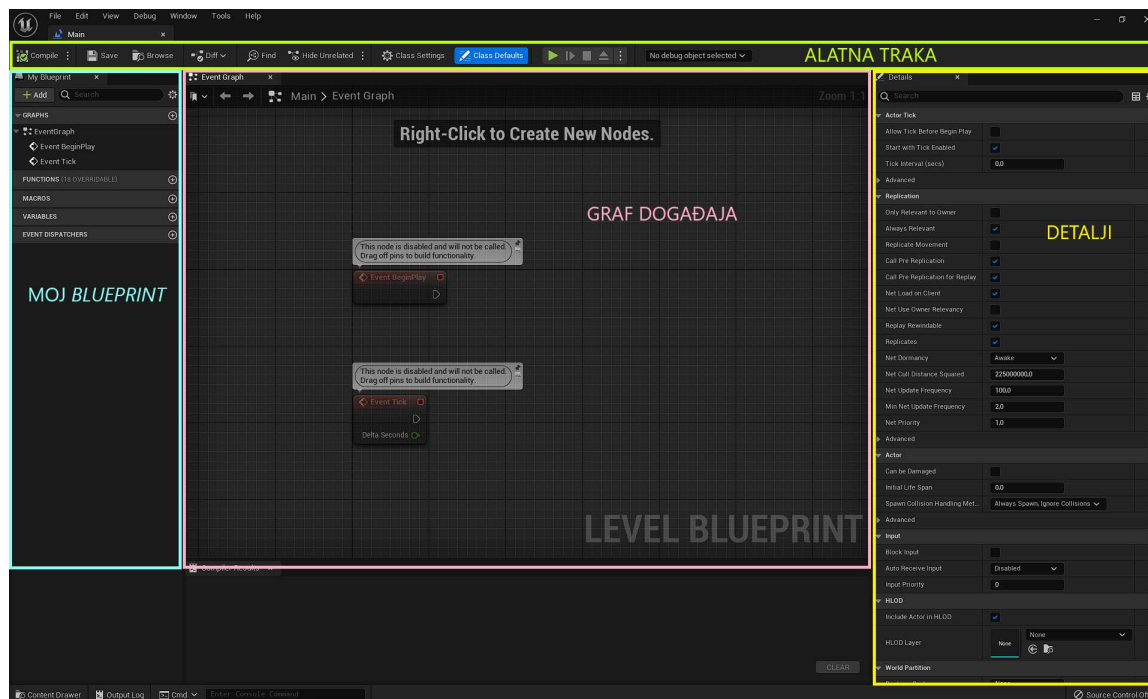 File Edit View Debug Window Tools Help
Main
Compile Save Browse Diff Find Hide Unrelated Class Settings Class Defaults No debug object selected ALATNA TRAKA
My Blueprint
Add Search
GRAPHS
EventGraph
Event BeginPlay
Event Tick
FUNCTIONS (18 OVERRIDABLE)
MACROS
VARIABLES
EVENT DISPATCHERS
MOJ BLUEPRINT
Event Graph
Main > Event Graph Zoom 1:1
Right-Click to Create New Nodes.
GRAF DOGAĐAJA
This node is disabled and will not be called.
Drag off pins to build functionality.
Event BeginPlay
This node is disabled and will not be called.
Drag off pins to build functionality.
Event Tick
Delta Seconds
LEVEL BLUEPRINT
Compiler Results
CLEAR
Details
Search
Actor Tick
Allow Tick Before Begin Play
Start with Tick Enabled
Tick Interval (secs) 0,0
Advanced
Replication
Only Relevant to Owner
Always Relevant
DETALJI
Replicate Movement
Call Pre Replication
Call Pre Replication for Replay
Net Load on Client
Net Use Owner Relevancy
Replay Rewindable
Replicates
Net Dormancy Awake
Net Cull Distance Squared 225000000,0
Net Update Frequency 100,0
Min Net Update Frequency 2,0
Net Priority 1,0
Advanced
Actor
Can be Damaged
Initial Life Span 0,0
Spawn Collision Handling Met... Always Spawn, Ignore Collisions
Advanced
Input
Block Input
Auto Receive Input Disabled
Input Priority 0
HLOD
Include Actor in HLOD
HLOD Layer None None
World Partition
Content Drawer Output Log Cmd Enter Console Command Source Control Off